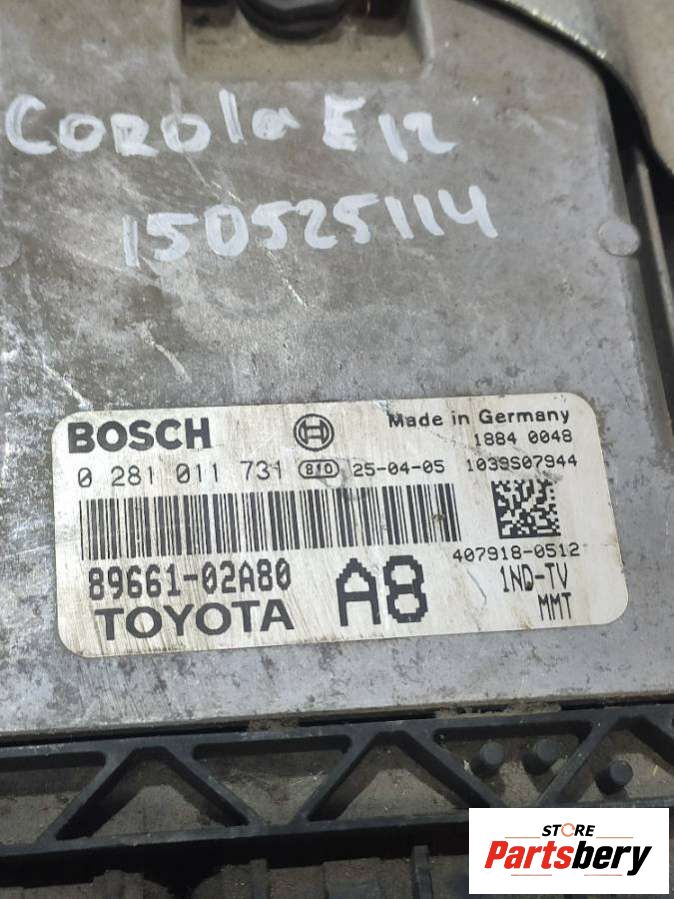 COROla E12
150525114
BOSCH
Made in Germany
1884 0048
0 281 011 731 810 25-04-05 1039S07944
407918-0512
89661-02A80
TOYOTA
A8
1ND-TV
MMT
STORE
Partsbery